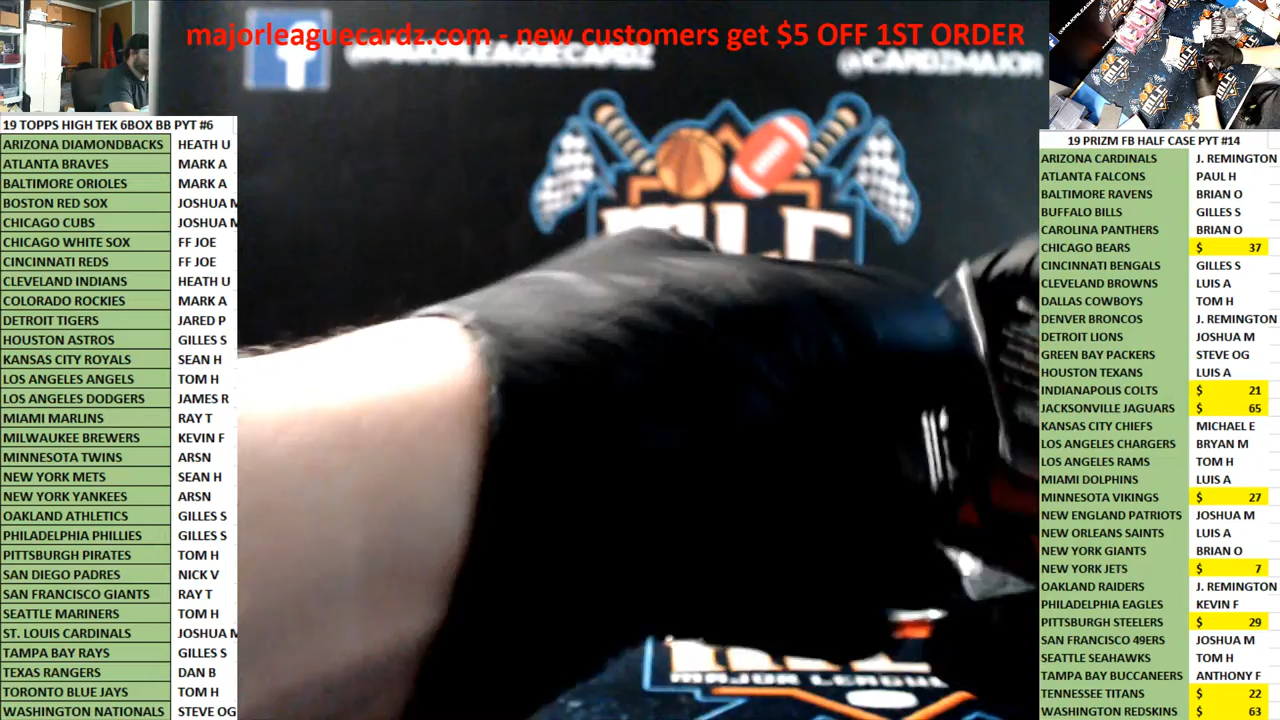 majorleaguecardz.com - new customers get $5 OFF 1ST ORDER
@CARDZMAJOR
MLC
MAJOR LEAGUE
19 TOPPS HIGH TEK 6BOX BB PYT #6
ARIZONA DIAMONDBACKS HEATH U
ATLANTA BRAVES MARK A
BALTIMORE ORIOLES MARK A
BOSTON RED SOX JOSHUA M
CHICAGO CUBS JOSHUA M
CHICAGO WHITE SOX FF JOE
CINCINNATI REDS FF JOE
CLEVELAND INDIANS HEATH U
COLORADO ROCKIES MARK A
DETROIT TIGERS JARED P
HOUSTON ASTROS GILLES S
KANSAS CITY ROYALS SEAN H
LOS ANGELES ANGELS TOM H
LOS ANGELES DODGERS JAMES R
MIAMI MARLINS RAY T
MILWAUKEE BREWERS KEVIN F
MINNESOTA TWINS ARSN
NEW YORK METS SEAN H
NEW YORK YANKEES ARSN
OAKLAND ATHLETICS GILLES S
PHILADELPHIA PHILLIES GILLES S
PITTSBURGH PIRATES TOM H
SAN DIEGO PADRES NICK V
SAN FRANCISCO GIANTS RAY T
SEATTLE MARINERS TOM H
ST. LOUIS CARDINALS JOSHUA M
TAMPA BAY RAYS GILLES S
TEXAS RANGERS DAN B
TORONTO BLUE JAYS TOM H
WASHINGTON NATIONALS STEVE OG
19 PRIZM FB HALF CASE PYT #14
ARIZONA CARDINALS J. REMINGTON
ATLANTA FALCONS PAUL H
BALTIMORE RAVENS BRIAN O
BUFFALO BILLS GILLES S
CAROLINA PANTHERS BRIAN O
CHICAGO BEARS $ 37
CINCINNATI BENGALS GILLES S
CLEVELAND BROWNS LUIS A
DALLAS COWBOYS TOM H
DENVER BRONCOS J. REMINGTON
DETROIT LIONS JOSHUA M
GREEN BAY PACKERS STEVE OG
HOUSTON TEXANS LUIS A
INDIANAPOLIS COLTS $ 21
JACKSONVILLE JAGUARS $ 65
KANSAS CITY CHIEFS MICHAEL E
LOS ANGELES CHARGERS BRYAN M
LOS ANGELES RAMS TOM H
MIAMI DOLPHINS LUIS A
MINNESOTA VIKINGS $ 27
NEW ENGLAND PATRIOTS JOSHUA M
NEW ORLEANS SAINTS LUIS A
NEW YORK GIANTS BRIAN O
NEW YORK JETS $ 7
OAKLAND RAIDERS J. REMINGTON
PHILADELPHIA EAGLES KEVIN F
PITTSBURGH STEELERS $ 29
SAN FRANCISCO 49ERS JOSHUA M
SEATTLE SEAHAWKS TOM H
TAMPA BAY BUCCANEERS ANTHONY F
TENNESSEE TITANS $ 22
WASHINGTON REDSKINS $ 63